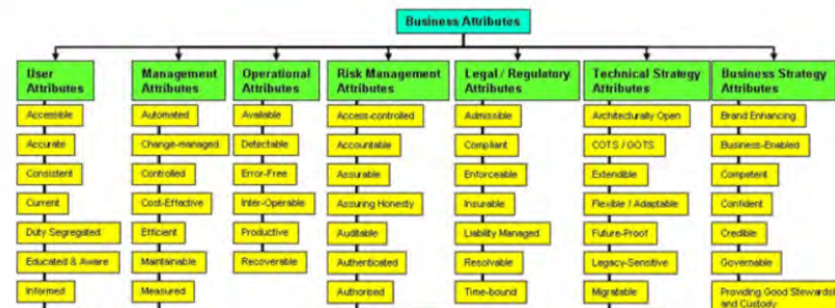 Business Attributes
User
Attributes
Management
Attributes
Operational
Attributes
Risk Management
Attributes
Legal / Regulatory
Attributes
Technical Strategy
Attributes
Business Strategy
Attributes
Accessible
Automated
Available
Access-controlled
Admissible
Architecturally Open
Brand Enhancing
Accurate
Change-managed
Detectable
Accountable
Compliant
COTS / GOTS
Business-Enabled
Consistent
Controlled
Error-Free
Assurable
Enforceable
Extendible
Competent
Current
Cost-Effective
Inter-Operable
Assuring Honesty
Insurable
Flexible / Adaptable
Confident
Duty Segregated
Efficient
Productive
Auditable
Liability Managed
Future-Proof
Credible
Educated & Aware
Maintainable
Recoverable
Authenticated
Resolvable
Legacy-Sensitive
Governable
Informed
Measured
Authorised
Time-bound
Migratable
Providing Good Stewards
and Custody